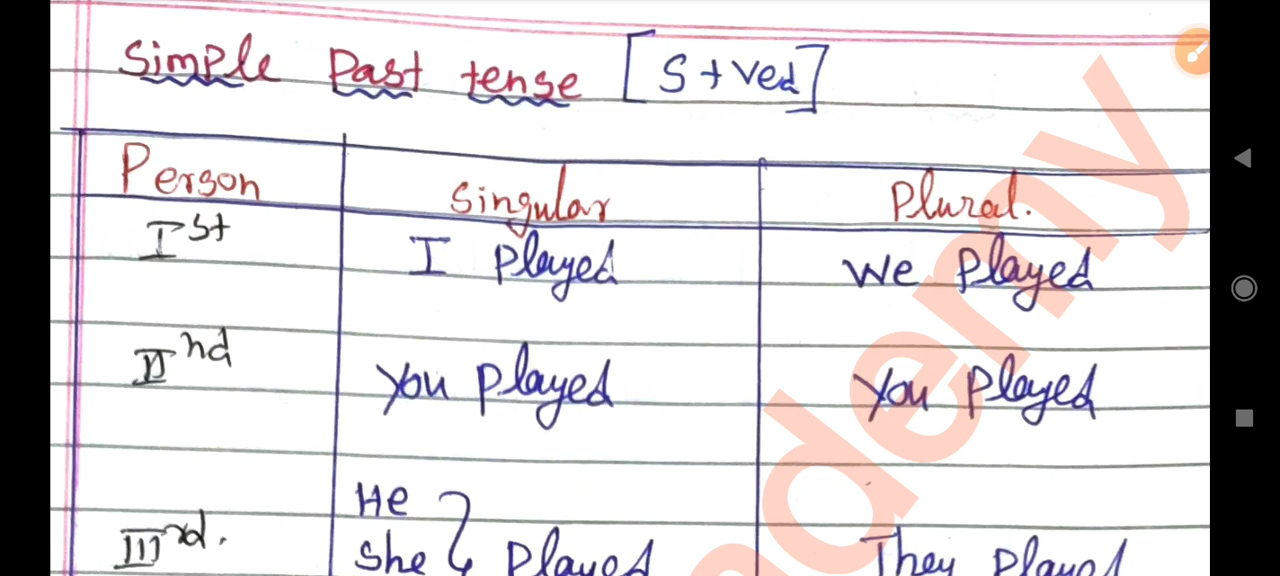 Simple Past tense [S + Ved]
Person Singular Plural.
Ist I Played We Played
IInd You Played You Played
He
IIIrd. She } Played They Played